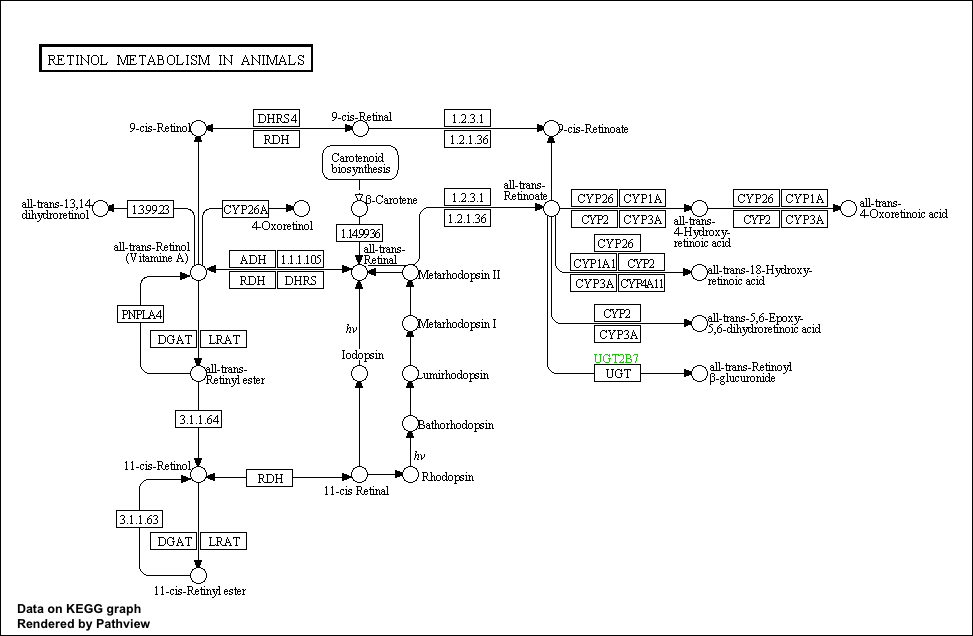 RETINOL METABOLISM IN ANIMALS
9-cis-Retinol
DHRS4
RDH
9-cis-Retinal
1.2.3.1
1.2.1.36
9-cis-Retinoate
Carotenoid
biosynthesis
β-Carotene
1.14.99.36
all-trans-13,14
dihydroretinol
1.3.99.23
CYP26A
4-Oxoretinol
all-trans-Retinol
(Vitamine A)
ADH
1.1.1.105
RDH
DHRS
all-trans-
Retinal
1.2.3.1
1.2.1.36
all-trans-
Retinoate
CYP26
CYP1A
CYP2
CYP3A
all-trans-
4-Hydroxy-
retinoic acid
CYP26
CYP1A
CYP2
CYP3A
all-trans-
4-Oxoretinoic acid
CYP26
CYP1A1
CYP2
CYP3A
CYP4A11
all-trans-18-Hydroxy-
retinoic acid
Metarhodopsin II
PNPLA4
DGAT
LRAT
hν
Iodopsin
Metarhodopsin I
CYP2
CYP3A
all-trans-5,6-Epoxy-
5,6-dihydroretinoic acid
all-trans-
Retinyl ester
Lumirhodopsin
UGT2B7
UGT
all-trans-Retinoyl
β-glucuronide
3.1.1.64
Bathorhodopsin
hν
11-cis-Retinol
RDH
11-cis Retinal
Rhodopsin
3.1.1.63
DGAT
LRAT
11-cis-Retinyl ester
Data on KEGG graph
Rendered by Pathview